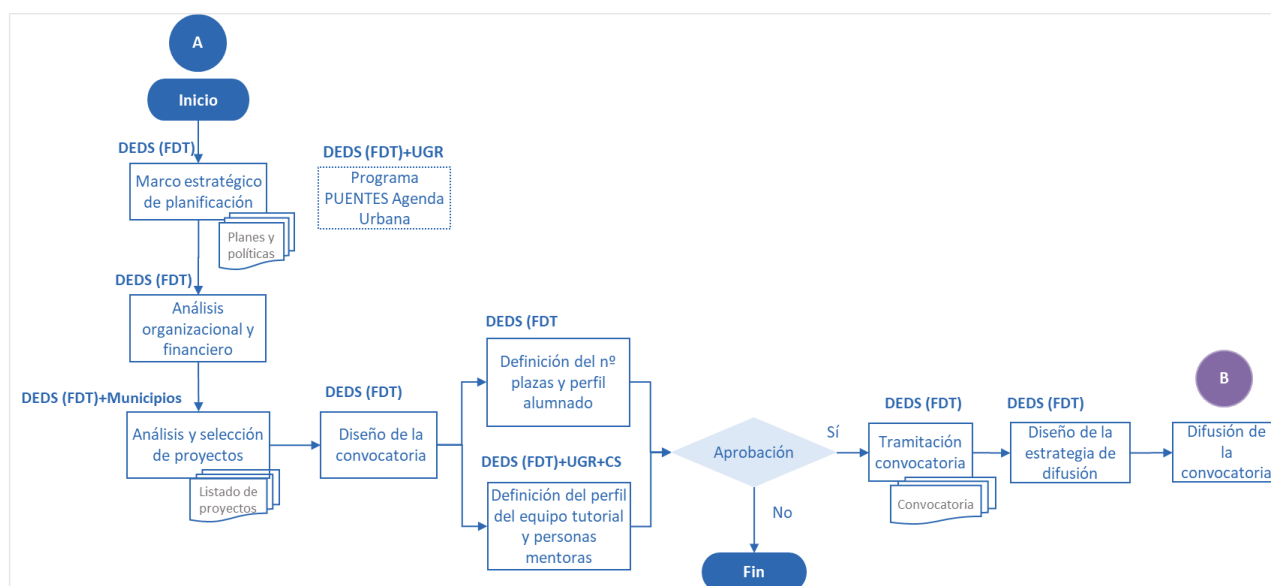 A
Inicio
DEDS (FDT)
Marco estratégico
de planificación
Planes y
políticas
DEDS (FDT)+UGR
Programa
PUENTES Agenda
Urbana
DEDS (FDT)
Análisis
organizacional y
financiero
DEDS (FDT)+Municipios
Análisis y selección
de proyectos
Listado de
proyectos
DEDS (FDT)
Diseño de la
convocatoria
DEDS (FDT
Definición del nº
plazas y perfil
alumnado
DEDS (FDT)+UGR+CS
Definición del perfil
del equipo tutorial
y personas
mentoras
Aprobación
Sí
No
Fin
DEDS (FDT)
Tramitación
convocatoria
Convocatoria
DEDS (FDT)
Diseño de la
estrategia de
difusión
B
Difusión de
la
convocatoria